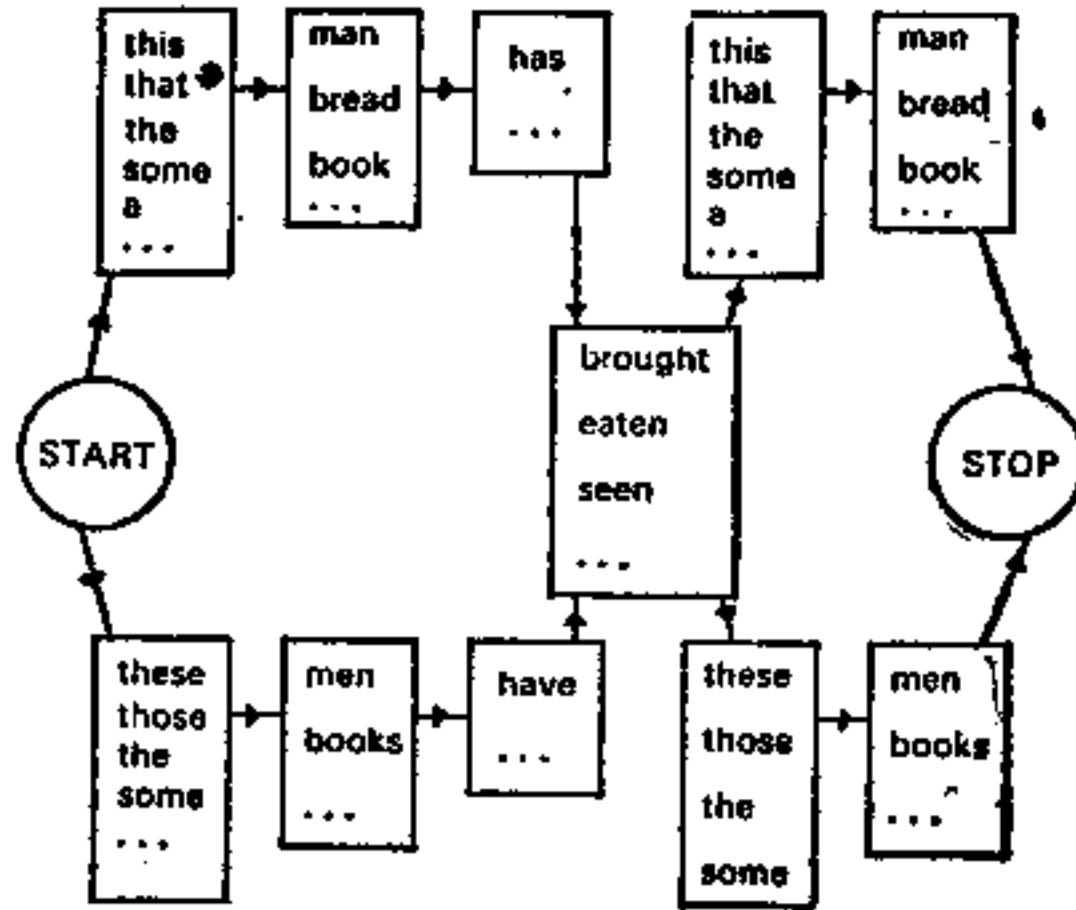 this
that
the
some
a
. . .
man
bread
book
. . .
has
. . .
this
that
the
some
a
. . .
man
bread
book
. . .
START
brought
eaten
seen
. . .
STOP
these
those
the
some
. . .
men
books
. . .
have
. . .
these
those
the
some
men
books
. . .